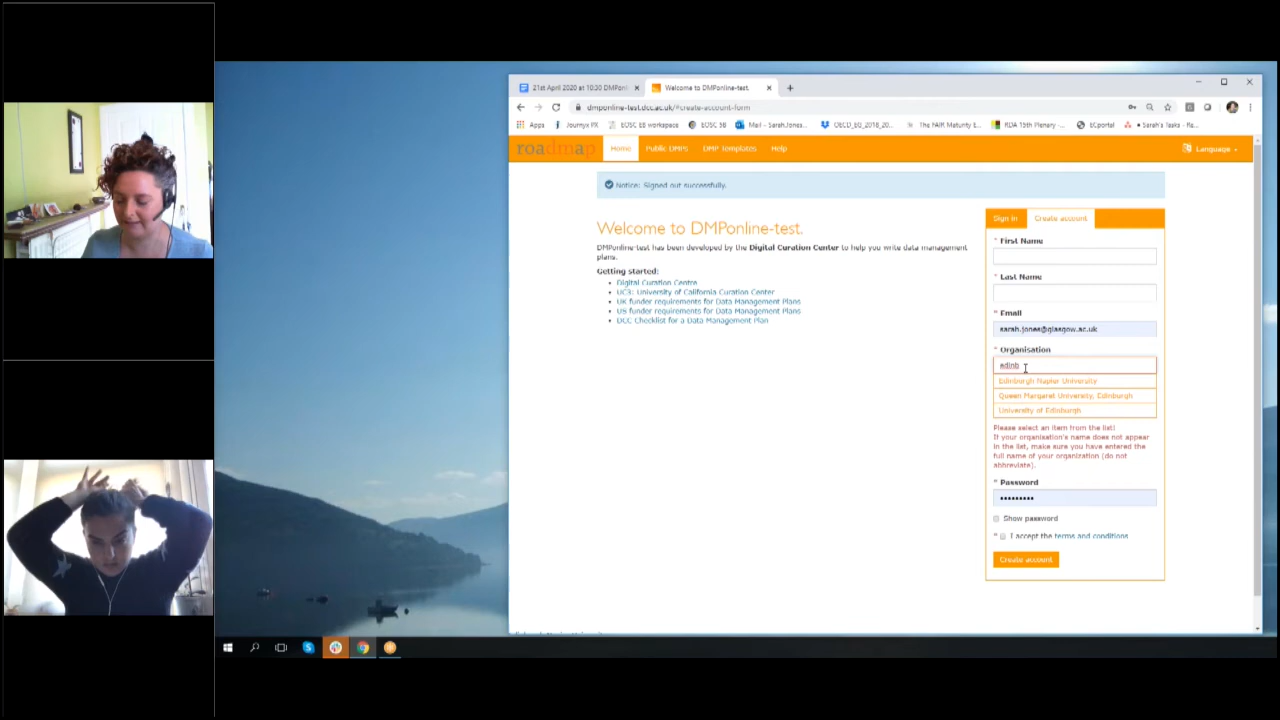 21st April 2020 at 10:30 DMPonl
Welcome to DMPonline-test.
dmponline-test.dcc.ac.uk/#create-account-form
Apps
Journyx PX
EOSC EB workspace
EOSC SB
Mail – Sarah.Jones...
OECD_EQ_2018_20...
The FAIR Maturity E...
RDA 15th Plenary -...
ECportal
Sarah's Tasks - Re...
roadmap
Home
Public DMPs
DMP Templates
Help
Language
Notice: Signed out successfully.
Welcome to DMPonline-test.
DMPonline-test has been developed by the Digital Curation Center to help you write data management
plans.
Getting started:
Digital Curation Centre
UC3: University of California Curation Center
UK funder requirements for Data Management Plans
US funder requirements for Data Management Plans
DCC Checklist for a Data Management Plan
Sign in
Create account
* First Name
* Last Name
* Email
sarah.jones@glasgow.ac.uk
* Organisation
edinb
Edinburgh Napier University
Queen Margaret University, Edinburgh
University of Edinburgh
Please select an item from the list!
If your organisation's name does not appear
in the list, make sure you have entered the
full name of your organization (do not
abbreviate).
* Password
•••••••••
Show password
* I accept the terms and conditions
Create account